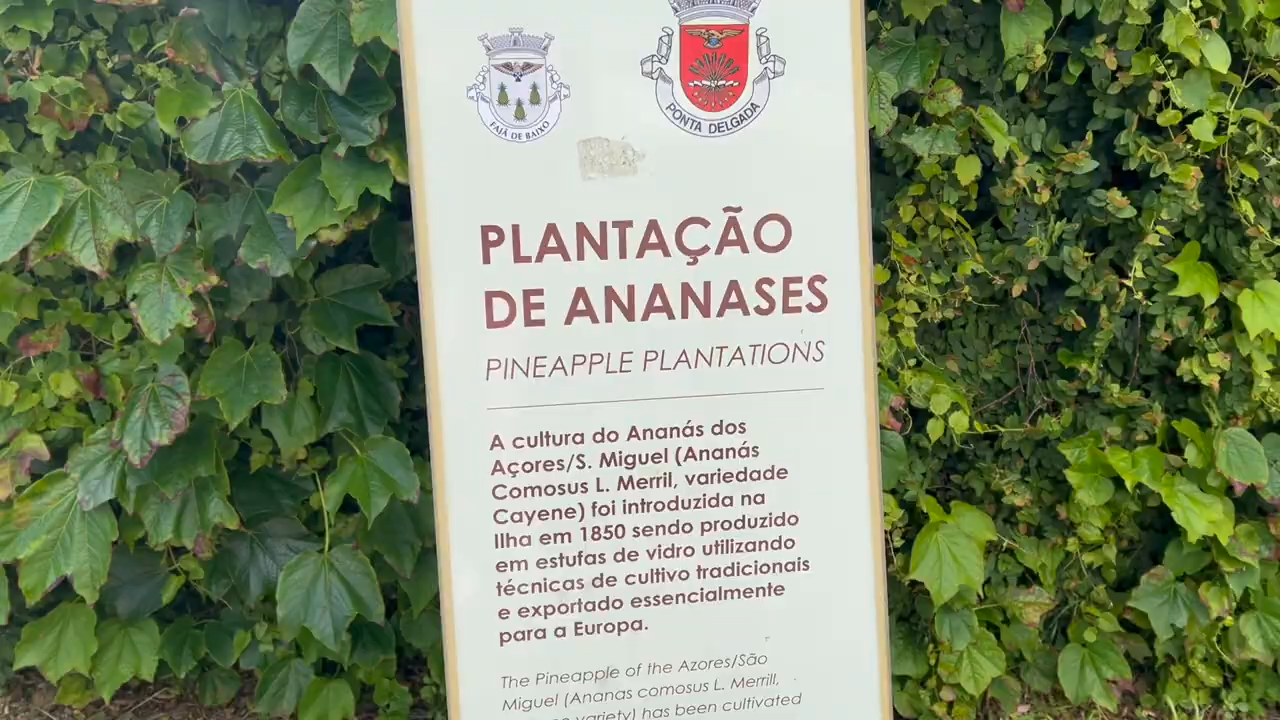 FAJÃ DE BAIXO
PONTA DELGADA
PLANTAÇÃO
DE ANANASES
PINEAPPLE PLANTATIONS
A cultura do Ananás dos
Açores/S. Miguel (Ananás
Comosus L. Merril, variedade
Cayene) foi introduzida na
Ilha em 1850 sendo produzido
em estufas de vidro utilizando
técnicas de cultivo tradicionais
e exportado essencialmente
para a Europa.
The Pineapple of the Azores/São
Miguel (Ananas comosus L. Merrill,
variety) has been cultivated